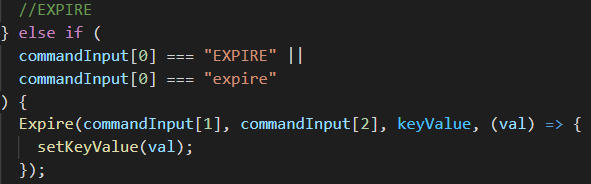 //EXPIRE
} else if (
commandInput[0] === "EXPIRE" ||
commandInput[0] === "expire"
) {
Expire(commandInput[1], commandInput[2], keyValue, (val) => {
setKeyValue(val);
});